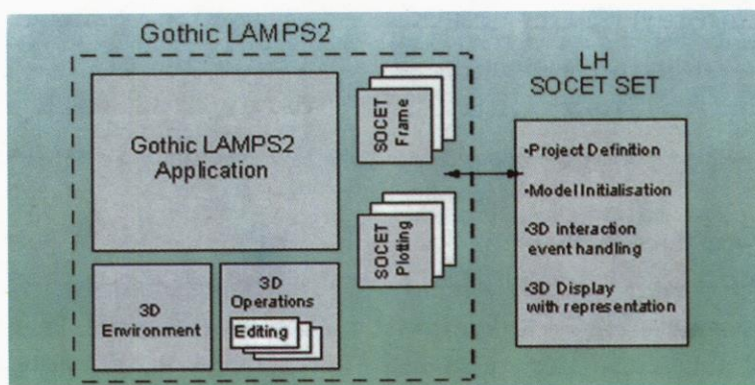 Gothic LAMPS2
LH
SOCET SET
Gothic LAMPS2
Application
SOCET
Frame
SOCET
Plotting
3D
Environment
3D
Operations
Editing
•Project Definition
•Model Initialisation
•3D interaction
event handling
•3D Display
with representation